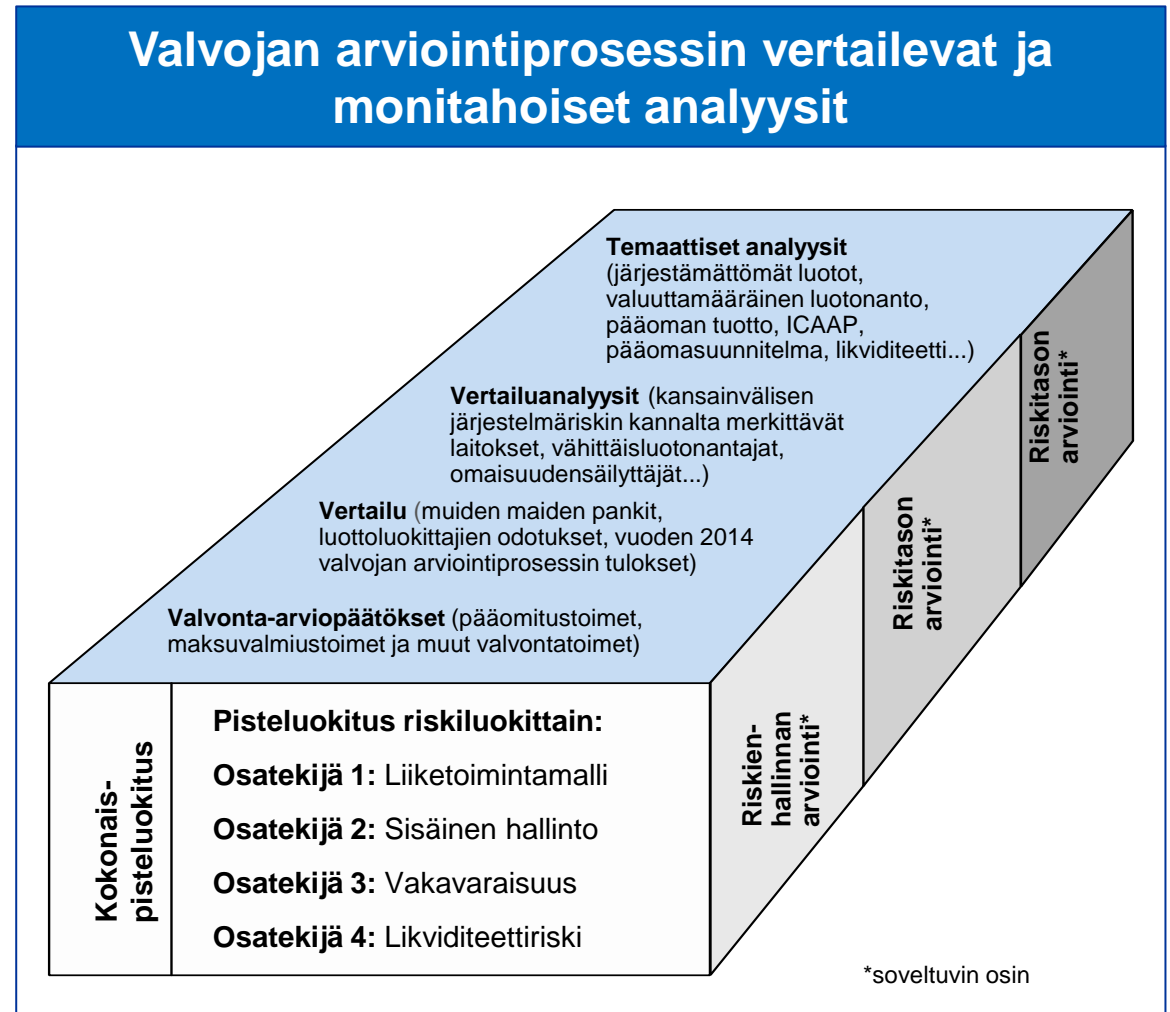 Valvojan arviointiprosessin vertailevat ja
monitahoiset analyysit
Temaattiset analyysit
(järjestämättömät luotot,
valuuttamääräinen luotonanto,
pääoman tuotto, ICAAP,
pääomasuunnitelma, likviditeetti...)
Vertailuanalyysit (kansainvälisen
järjestelmäriskin kannalta merkittävät
laitokset, vähittäisluotonantajat,
omaisuudensäilyttäjät...)
Vertailu (muiden maiden pankit,
luottoluokittajien odotukset, vuoden 2014
valvojan arviointiprosessin tulokset)
Valvonta-arviopäätökset (pääomitustoimet,
maksuvalmiustoimet ja muut valvontatoimet)
Kokonais-
pisteluokitus
Pisteluokitus riskiluokittain:
Osatekijä 1: Liiketoimintamalli
Osatekijä 2: Sisäinen hallinto
Osatekijä 3: Vakavaraisuus
Osatekijä 4: Likviditeettiriski
Riskien-
hallinnan
arviointi*
Riskitason
arviointi*
Riskitason
arviointi*
*soveltuvin osin